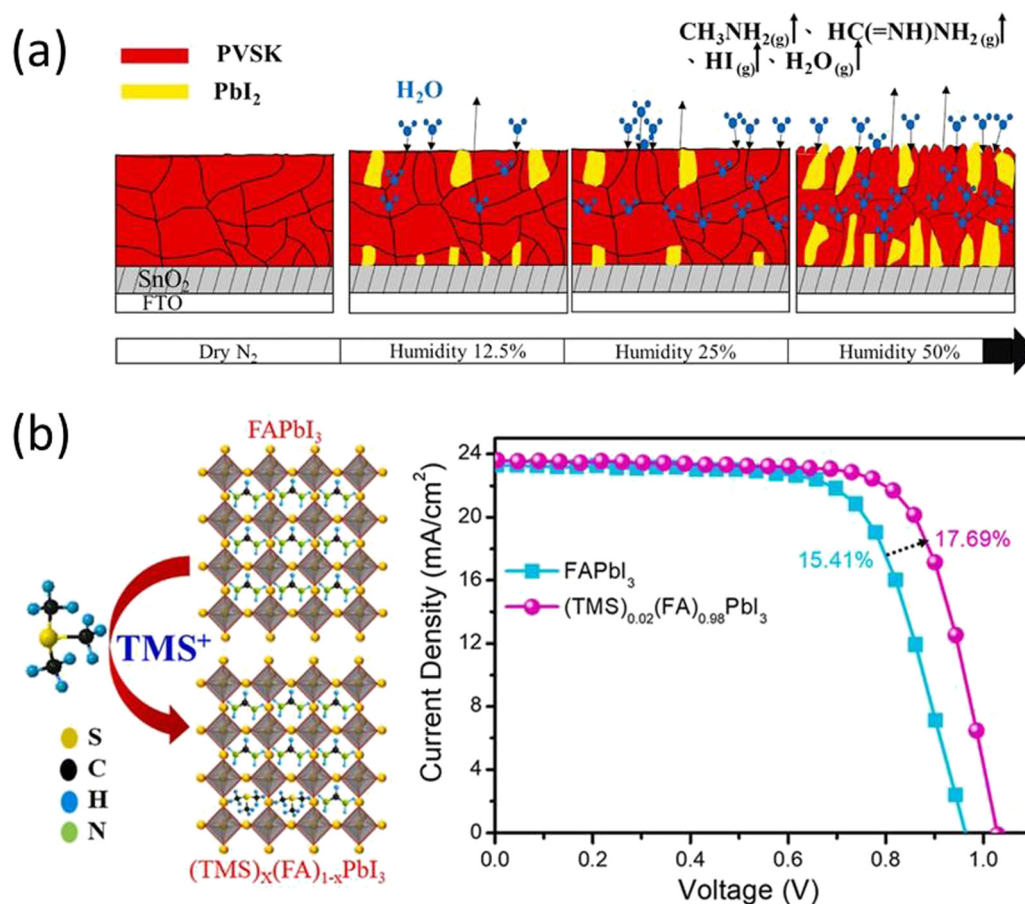 (a)
PVSK
PbI₂
CH₃NH₂(g)↑、 HC(=NH)NH₂(g)↑
、HI(g)↑、H₂O(g)↑
H₂O
SnO₂
FTO
Dry N₂
Humidity 12.5%
Humidity 25%
Humidity 50%
(b)
FAPbI₃
TMS⁺
S
C
H
N
(TMS)ₓ(FA)₁₋ₓPbI₃
Current Density (mA/cm²)
24
20
16
12
8
4
0
15.41%
17.69%
FAPbI₃
(TMS)₀.₀₂(FA)₀.₉₈PbI₃
0.0 0.2 0.4 0.6 0.8 1.0
Voltage (V)